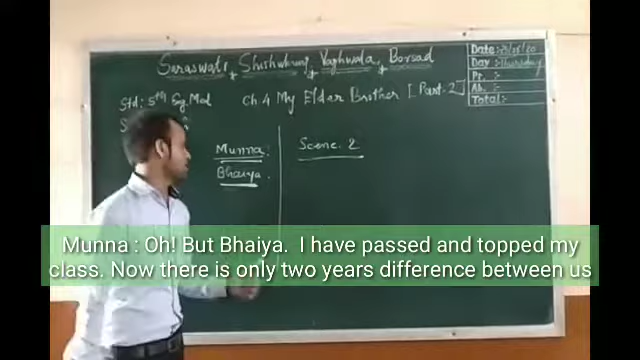 Saraswati Shishukunj Vaghwala, Borsad
Date:-
Day:- Thursday
Pr.:-
Ab.:-
Total:-
Std: 5th Eng. Med
Ch. 4 My Elder Brother [ Part-2 ]
S
Munna:
Bhaiya.
Scene. 2
Munna : Oh! But Bhaiya. I have passed and topped my
class. Now there is only two years difference between us